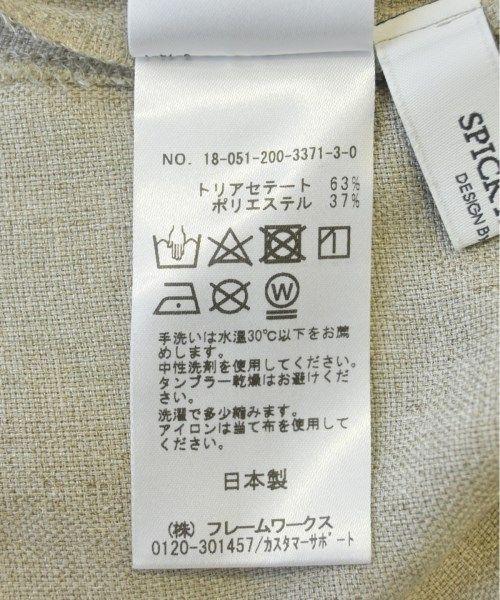 NO. 18-051-200-3371-3-0
トリアセテート 63%
ポリエステル 37%
W
手洗いは水温30℃以下をお薦
めします。
中性洗剤を使用してください。
タンブラー乾燥はお避けくださ
い。
洗濯で多少縮みます。
アイロンは当て布を使用して
ください。
日本製
(株) フレームワークス
0120-301457/カスタマーサポート
SPICK
DESIGN B